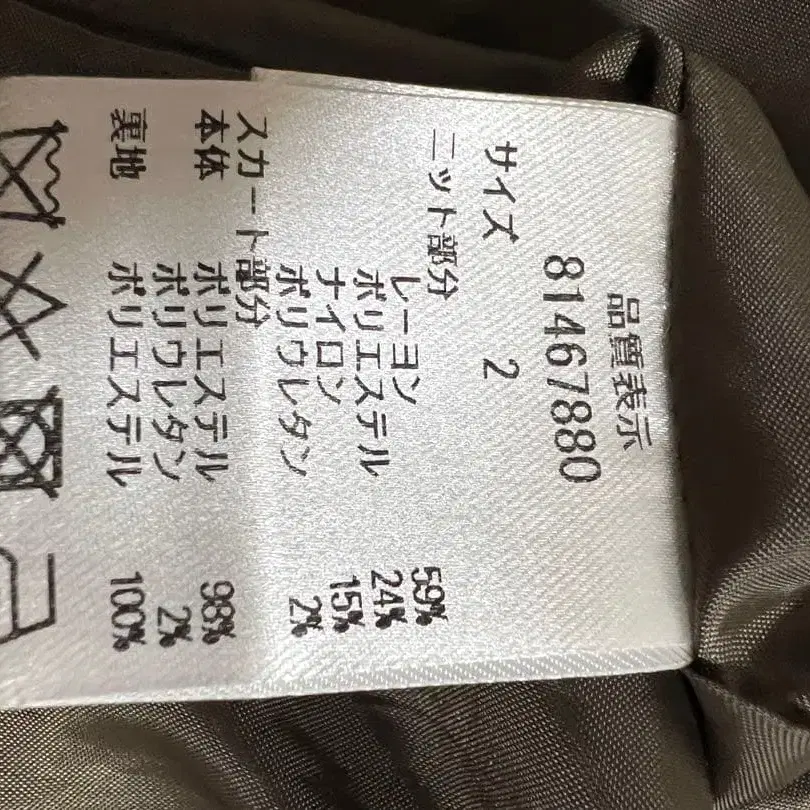 品質表示
81467880
サイズ 2
ニット部分
レーヨン 59%
ポリエステル 24%
ナイロン 15%
ポリウレタン 2%
スカート部分
本体 ポリエステル 98%
ポリウレタン 2%
裏地 ポリエステル 100%